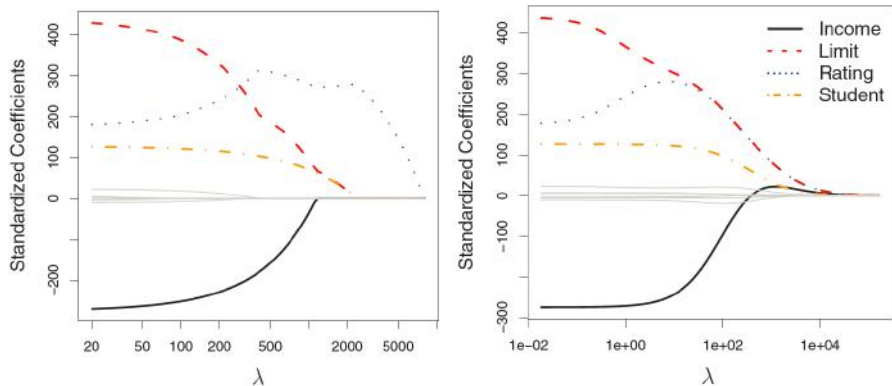 Standardized Coefficients
400
300
200
100
0
-200
20
50
100
200
500
2000
5000
λ
Standardized Coefficients
400
300
200
100
0
-100
-300
1e-02
1e+00
1e+02
1e+04
λ
Income
Limit
Rating
Student